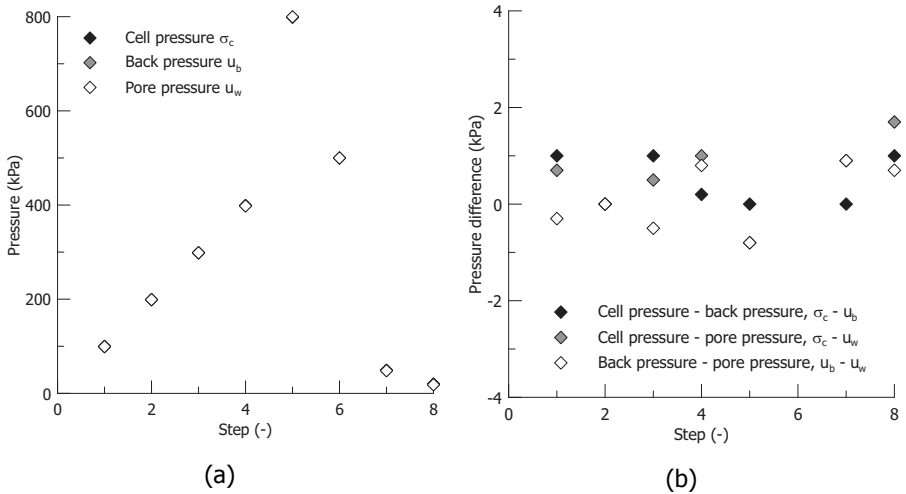 800
600
400
200
0
Pressure (kPa)
Cell pressure σc
Back pressure ub
Pore pressure uw
0 2 4 6 8
Step (-)
(a)
4
2
0
-2
-4
Pressure difference (kPa)
Cell pressure - back pressure, σc - ub
Cell pressure - pore pressure, σc - uw
Back pressure - pore pressure, ub - uw
0 2 4 6 8
Step (-)
(b)